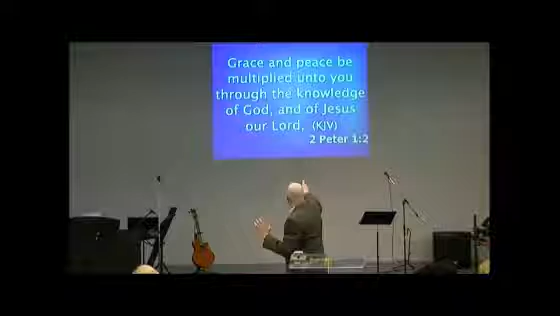 Grace and peace be
multiplied unto you
through the knowledge
of God, and of Jesus
our Lord, (KJV)
2 Peter 1:2